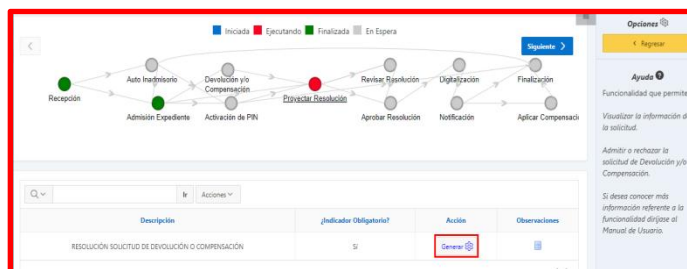 Iniciada Ejecutando Finalizada En Espera
Opciones
Siguiente >
< Regresar
Recepción
Auto Inadmisorio
Devolución y/o
Compensación
Revisar Resolución
Digitalización
Finalización
Proyectar Resolución
Admisión Expediente
Activación de PIN
Aprobar Resolución
Notificación
Aplicar Compensaci
Ayuda
Funcionalidad que permite
Visualizar la información de
la solicitud.
Admitir o rechazar la
solicitud de Devolución y/o
Compensación.
Si desea conocer más
información referente a la
funcionalidad diríjase al
Manual de Usuario.
Ir Acciones
Descripción ¿Indicador Obligatorio? Acción Observaciones
RESOLUCIÓN SOLICITUD DE DEVOLUCIÓN O COMPENSACIÓN SI Generar